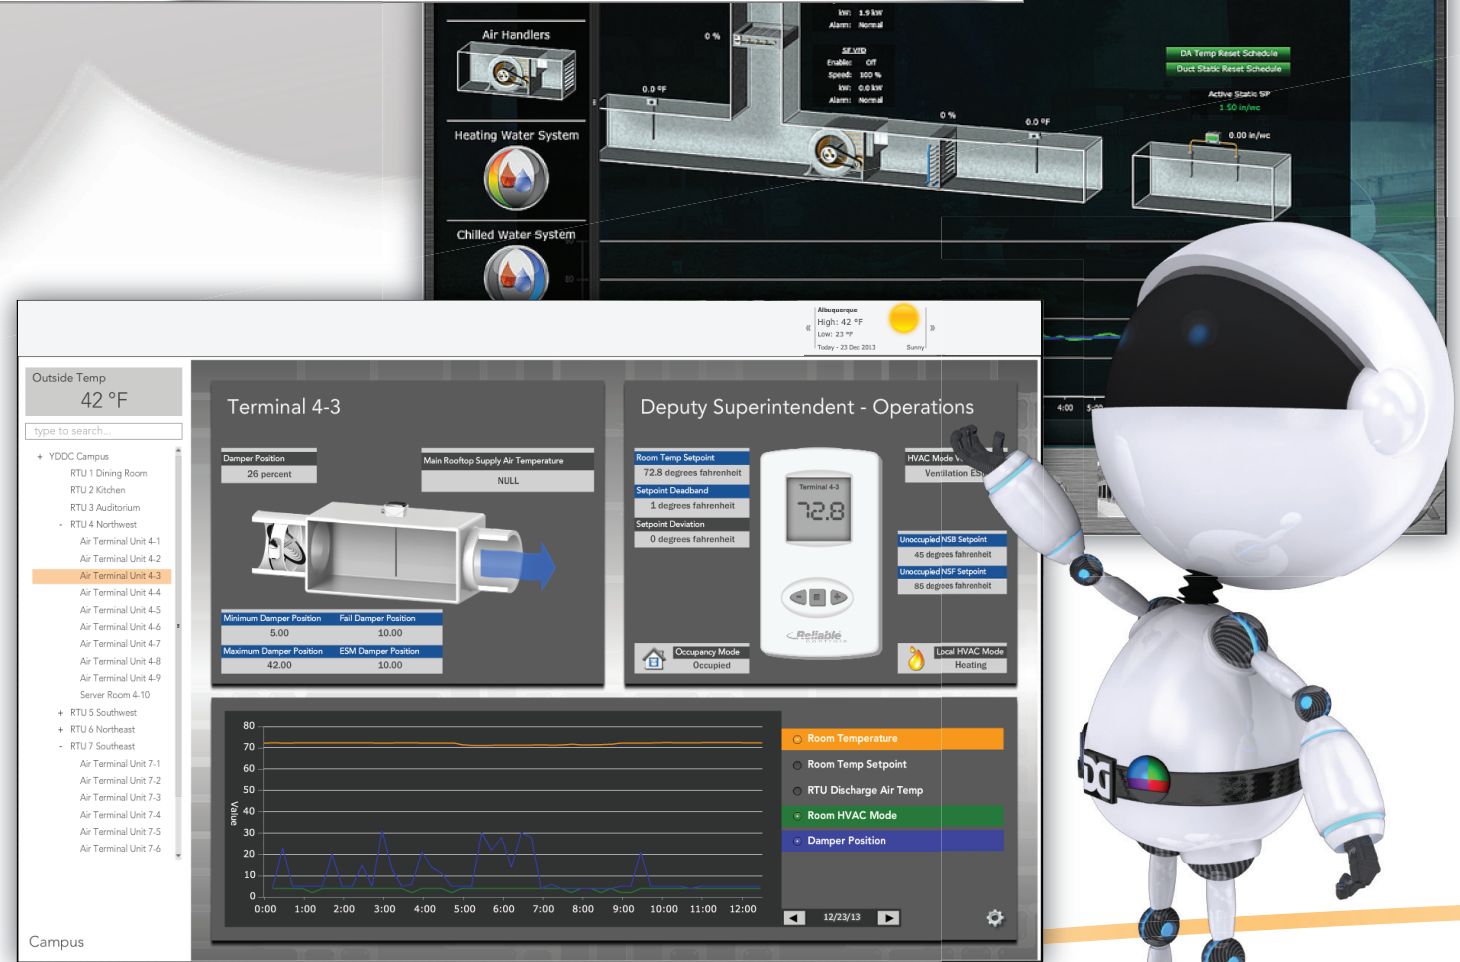 kW: 1.9 kW
Alarm: Normal
Air Handlers
0 %
SF VFD
Enable: Off
Speed: 100 %
kW: 0.0 kW
Alarm: Normal
DA Temp Reset Schedule
Duct Static Reset Schedule
Active Static SP
1.50 in/wc
0.0 ºF
0 %
0.0 ºF
0.00 in/wc
Heating Water System
Chilled Water System
90
80
4:00
Albuquerque
High: 42 °F
Low: 23 °F
Today - 23 Dec 2013
Sunny
Outside Temp
42 °F
type to search...
+ YDDC Campus
RTU 1 Dining Room
RTU 2 Kitchen
RTU 3 Auditorium
- RTU 4 Northwest
Air Terminal Unit 4-1
Air Terminal Unit 4-2
Air Terminal Unit 4-3
Air Terminal Unit 4-4
Air Terminal Unit 4-5
Air Terminal Unit 4-6
Air Terminal Unit 4-7
Air Terminal Unit 4-8
Air Terminal Unit 4-9
Server Room 4-10
+ RTU 5 Southwest
+ RTU 6 Northeast
- RTU 7 Southeast
Air Terminal Unit 7-1
Air Terminal Unit 7-2
Air Terminal Unit 7-3
Air Terminal Unit 7-4
Air Terminal Unit 7-5
Air Terminal Unit 7-6
Campus
Terminal 4-3
Damper Position
26 percent
Main Rooftop Supply Air Temperature
NULL
Minimum Damper Position
5.00
Fail Damper Position
10.00
Maximum Damper Position
42.00
ESM Damper Position
10.00
Deputy Superintendent - Operations
Room Temp Setpoint
72.8 degrees fahrenheit
Setpoint Deadband
1 degrees fahrenheit
Setpoint Deviation
0 degrees fahrenheit
Terminal 4-3
72.8
Reliable
controls
HVAC Mode
Ventilation
Unoccupied NSB Setpoint
45 degrees fahrenheit
Unoccupied NSF Setpoint
85 degrees fahrenheit
Occupancy Mode
Occupied
Local HVAC Mode
Heating
80
70
60
50
40
30
20
10
0
Value
0:00 1:00 2:00 3:00 4:00 5:00 6:00 7:00 8:00 9:00 10:00 11:00 12:00
Room Temperature
Room Temp Setpoint
RTU Discharge Air Temp
Room HVAC Mode
Damper Position
12/23/13
DG